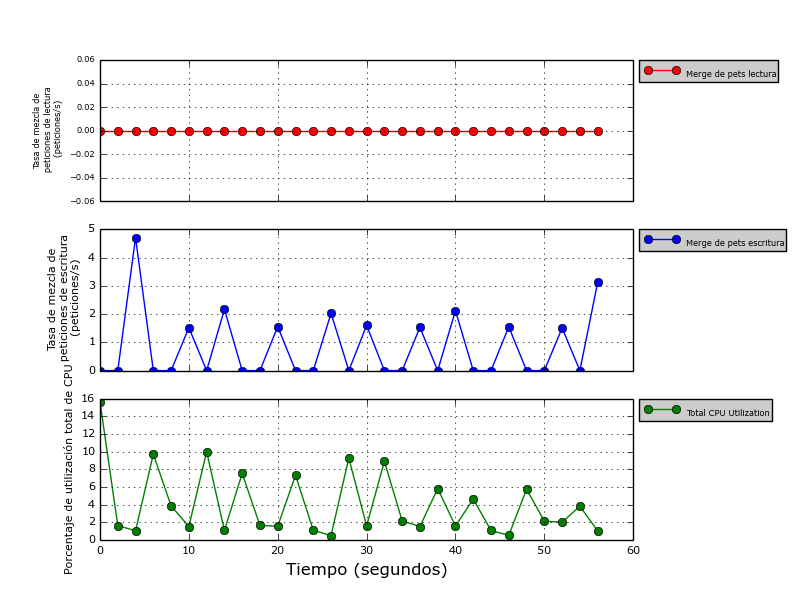 Tasa de mezcla de
peticiones de lectura
(peticiones/s)
0.06
0.04
0.02
0.00
−0.02
−0.04
−0.06
Merge de pets lectura
Tasa de mezcla de
peticiones de escritura
(peticiones/s)
5
4
3
2
1
0
Merge de pets escritura
Porcentaje de utilización total de CPU
16
14
12
10
8
6
4
2
0
Total CPU Utilization
0 10 20 30 40 50 60
Tiempo (segundos)